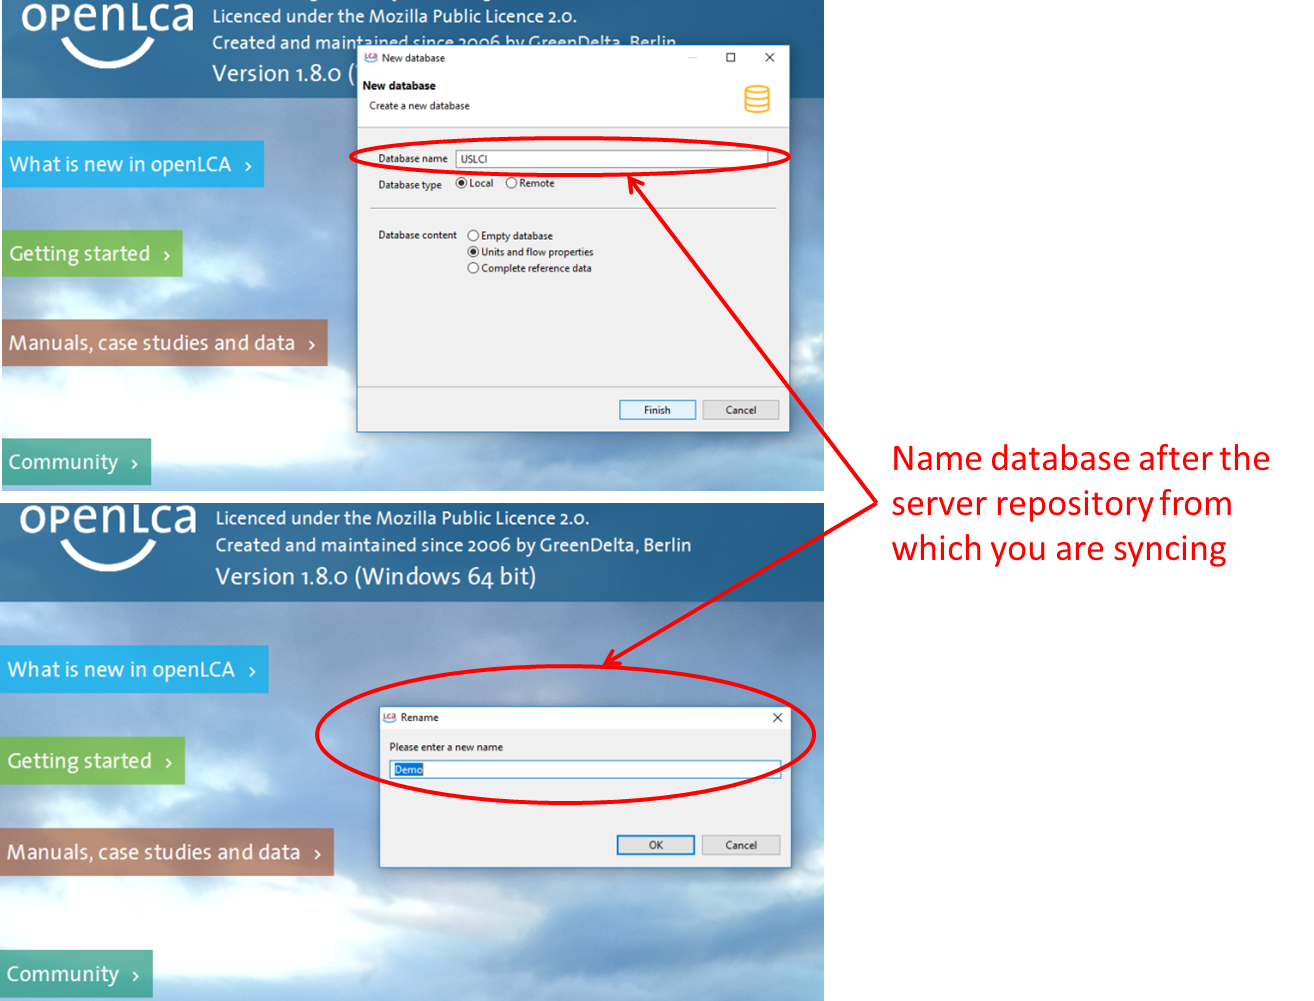 openLCA
Licenced under the Mozilla Public Licence 2.0.
Created and maintained since 2006 by GreenDelta, Berlin
Version 1.8.0 (
What is new in openLCA ›
Getting started ›
Manuals, case studies and data ›
Community ›
LCa New database
New database
Create a new database
Database name USLCI
Database type Local Remote
Database content Empty database
Units and flow properties
Complete reference data
Finish Cancel
Name database after the
server repository from
which you are syncing
openLCA
Licenced under the Mozilla Public Licence 2.0.
Created and maintained since 2006 by GreenDelta, Berlin
Version 1.8.0 (Windows 64 bit)
What is new in openLCA ›
Getting started ›
Manuals, case studies and data ›
Community ›
LCa Rename
Please enter a new name
Demo
OK Cancel